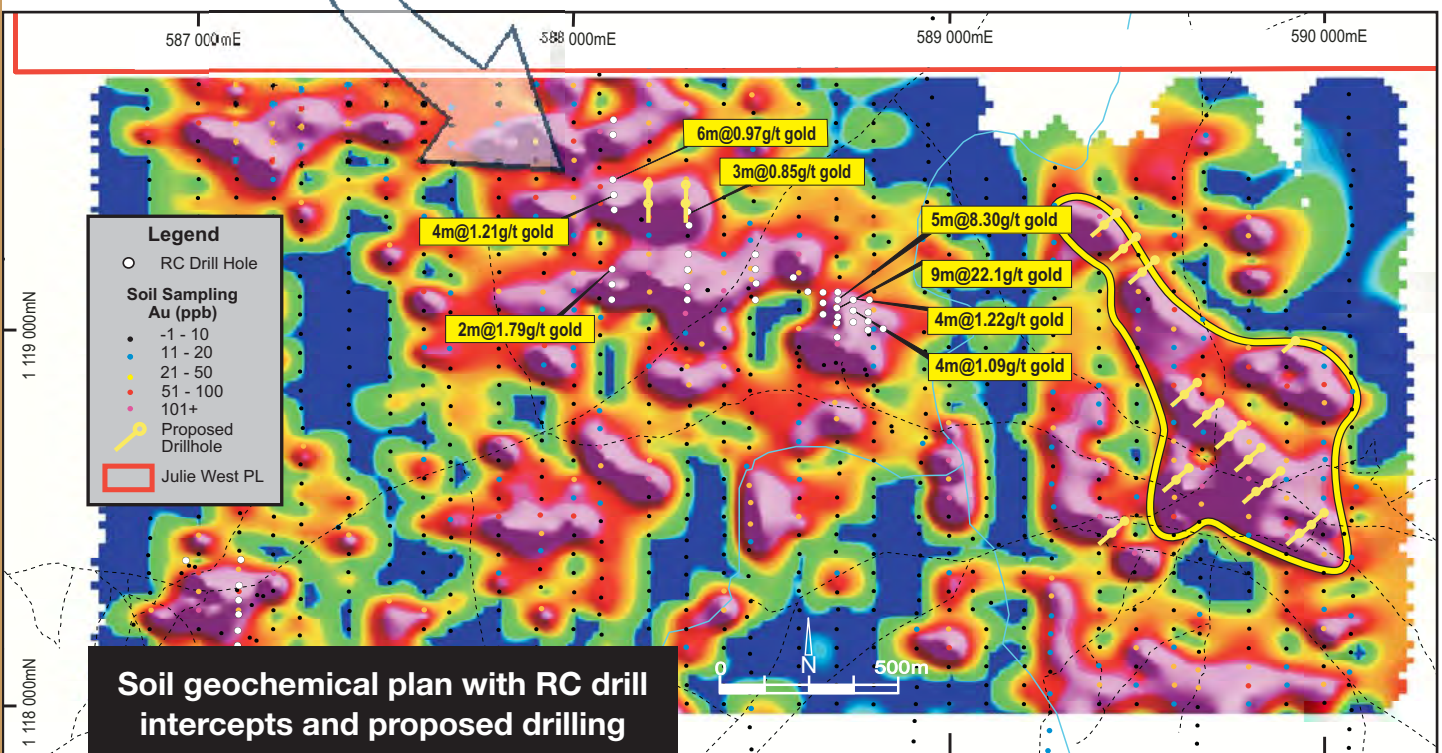 587 000mE
588 000mE
589 000mE
590 000mE
6m@0.97g/t gold
3m@0.85g/t gold
5m@8.30g/t gold
4m@1.21g/t gold
9m@22.1g/t gold
4m@1.22g/t gold
2m@1.79g/t gold
4m@1.09g/t gold
1 119 000mN
1 118 000mN
Legend
RC Drill Hole
Soil Sampling
Au (ppb)
-1 - 10
11 - 20
21 - 50
51 - 100
101+
Proposed
Drillhole
Julie West PL
0 N 500m
Soil geochemical plan with RC drill
intercepts and proposed drilling